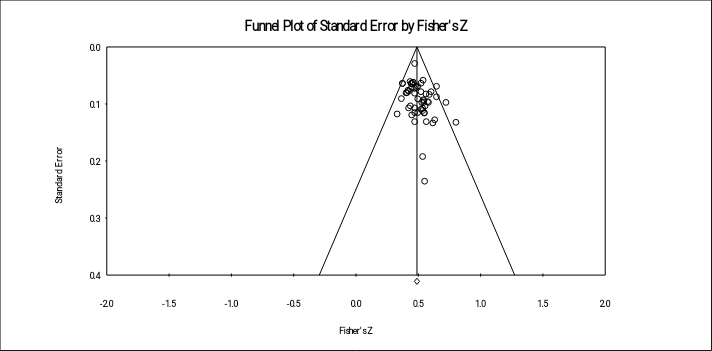 Funnel Plot of Standard Error by Fisher's Z
0.0
0.1
0.2
0.3
0.4
Standard Error
-2.0 -1.5 -1.0 -0.5 0.0 0.5 1.0 1.5 2.0
Fisher's Z